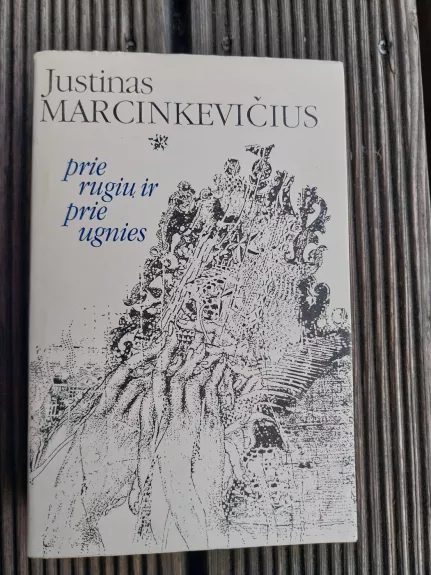 Justinas
MARCINKEVIČIUS
prie
rugių ir
prie
ugnies